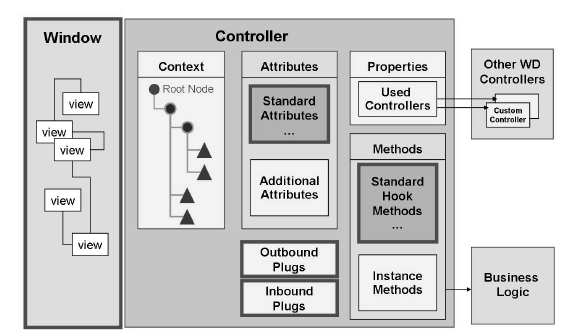 Window
view
view
view
view
view
Controller
Context
Root Node
Attributes
Standard
Attributes
...
Additional
Attributes
Outbound
Plugs
Inbound
Plugs
Properties
Used
Controllers
Methods
Standard
Hook
Methods
...
Instance
Methods
Other WD
Controllers
Custom
Controller
Business
Logic